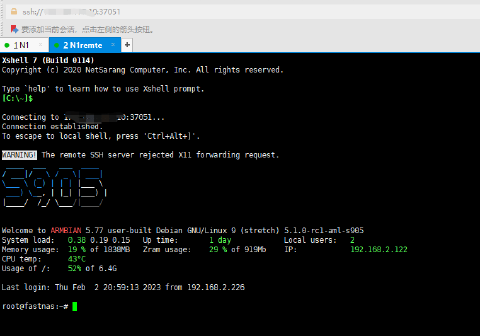 ssh://10:37051
要添加当前会话，点击左侧的箭头按钮。
1 N1
2 N1remte
+
Xshell 7 (Build 0114)
Copyright (c) 2020 NetSarang Computer, Inc. All rights reserved.
Type `help' to learn how to use Xshell prompt.
[C:\~]$
Connecting to 10:37051...
Connection established.
To escape to local shell, press 'Ctrl+Alt+]'.
WARNING! The remote SSH server rejected X11 forwarding request.
S905
Welcome to ARMBIAN 5.77 user-built Debian GNU/Linux 9 (stretch) 5.1.0-rc1-aml-s905
System load: 0.38 0.19 0.15 Up time: 1 day Local users: 2
Memory usage: 19 % of 1838MB Zram usage: 29 % of 919Mb IP: 192.168.2.122
CPU temp: 43°C
Usage of /: 52% of 6.4G
Last login: Thu Feb 2 20:59:13 2023 from 192.168.2.226
root@fastnas:~#